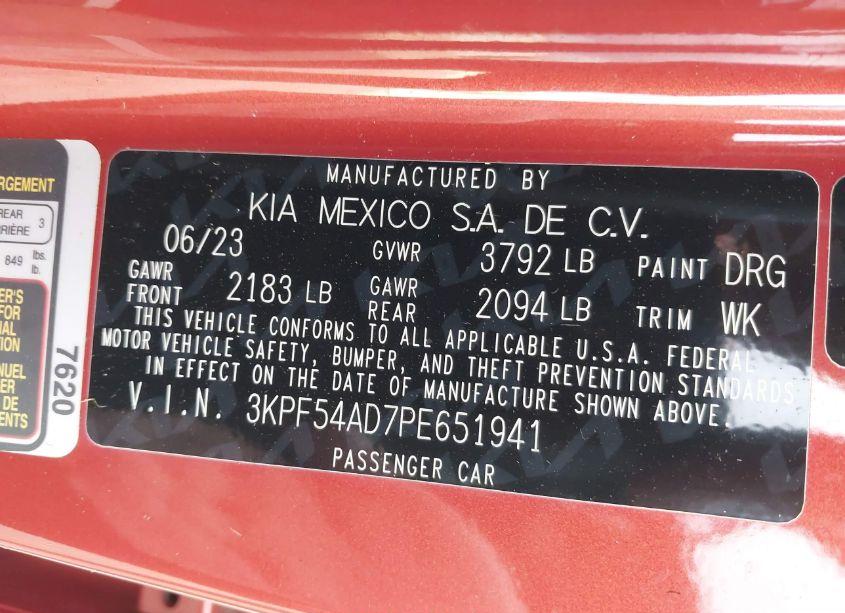 MANUFACTURED BY
KIA MEXICO S.A. DE C.V.
06/23 GVWR 3792 LB PAINT DRG
GAWR FRONT 2183 LB GAWR REAR 2094 LB TRIM WK
THIS VEHICLE CONFORMS TO ALL APPLICABLE U.S.A. FEDERAL
MOTOR VEHICLE SAFETY, BUMPER, AND THEFT PREVENTION STANDARDS
IN EFFECT ON THE DATE OF MANUFACTURE SHOWN ABOVE.
V.I.N. 3KPF54AD7PE651941
PASSENGER CAR
REAR 3
849 lbs.
lb.
FOR
DE
7620